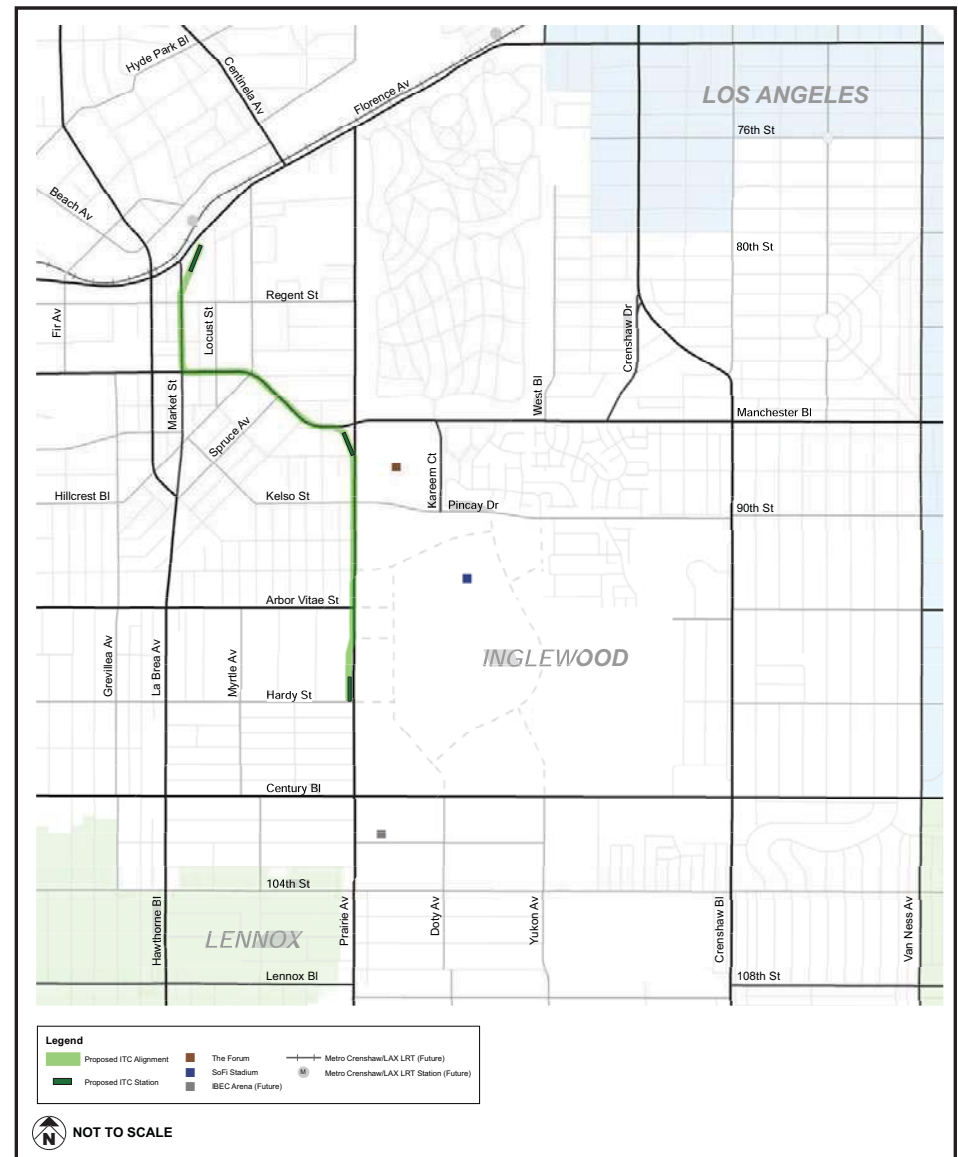 Hyde Park Bl
Centinela Av
Florence Av
LOS ANGELES
76th St
Beach Av
80th St
Regent St
Fir Av
Locust St
Crenshaw Dr
Market St
West Bl
Manchester Bl
Spruce Av
Kareem Ct
Hillcrest Bl
Kelso St
Pincay Dr
90th St
Arbor Vitae St
Grevillea Av
La Brea Av
Myrtle Av
INGLEWOOD
Hardy St
Century Bl
104th St
Hawthorne Bl
Prairie Av
Doty Av
Yukon Av
Crenshaw Bl
Van Ness Av
LENNOX
Lennox Bl
108th St
Legend
Proposed ITC Alignment
Proposed ITC Station
The Forum
SoFi Stadium
IBEC Arena (Future)
Metro Crenshaw/LAX LRT (Future)
M
Metro Crenshaw/LAX LRT Station (Future)
N
NOT TO SCALE